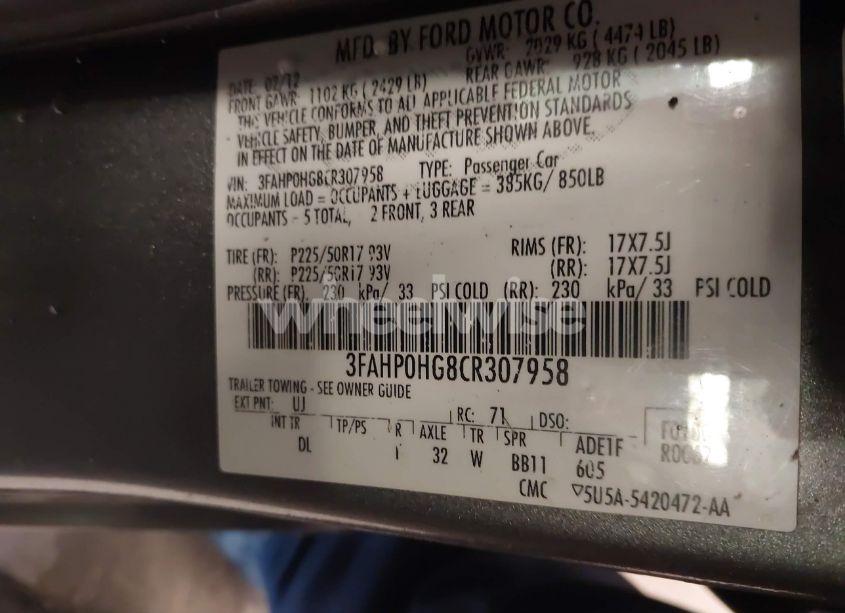 MFD. BY FORD MOTOR CO.
DATE: 02/12 GVWR: 2029 KG ( 4474 LB)
FRONT GAWR: 1102 KG ( 2429 LB) REAR GAWR: 928 KG ( 2045 LB)
THIS VEHICLE CONFORMS TO ALL APPLICABLE FEDERAL MOTOR
VEHICLE SAFETY, BUMPER, AND THEFT PREVENTION STANDARDS
IN EFFECT ON THE DATE OF MANUFACTURE SHOWN ABOVE.
VIN: 3FAHP0HG8CR307958 TYPE: Passenger Car
MAXIMUM LOAD = OCCUPANTS + LUGGAGE = 385KG/ 850LB
OCCUPANTS - 5 TOTAL, 2 FRONT, 3 REAR
TIRE (FR): P225/50R17 93V RIMS (FR): 17X7.5J
(RR): P225/50R17 93V (RR): 17X7.5J
PRESSURE (FR): 230 kPa/ 33 PSI COLD (RR): 230 kPa/ 33 PSI COLD
wheelwise
3FAHP0HG8CR307958
TRAILER TOWING - SEE OWNER GUIDE
EXT PNT: UJ RC: 71 DSO:
INT TR TP/PS R AXLE TR SPR ADE1F
DL I 32 W BB11 605
CMC ▽5U5A-5420472-AA